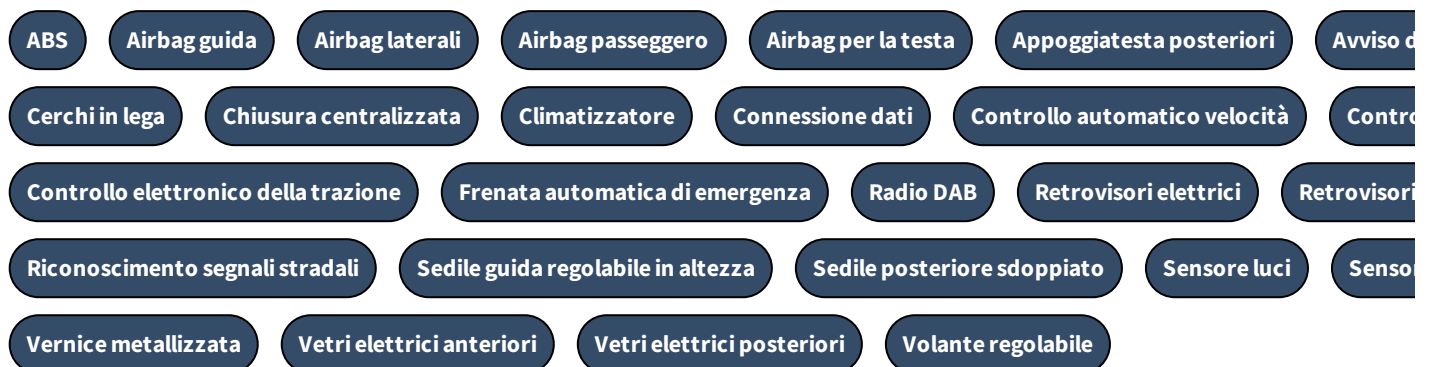 ABS Airbag guida Airbag laterali Airbag passeggero Airbag per la testa Appoggiatesta posteriori Avviso
Cerchi in lega Chiusura centralizzata Climatizzatore Connessione dati Controllo automatico velocità
Controllo elettronico della trazione Frenata automatica di emergenza Radio DAB Retrovisori elettrici Retrovisori
Riconoscimento segnali stradali Sedile guida regolabile in altezza Sedile posteriore sdoppiato Sensore luci
Vernice metallizzata Vetri elettrici anteriori Vetri elettrici posteriori Volante regolabile